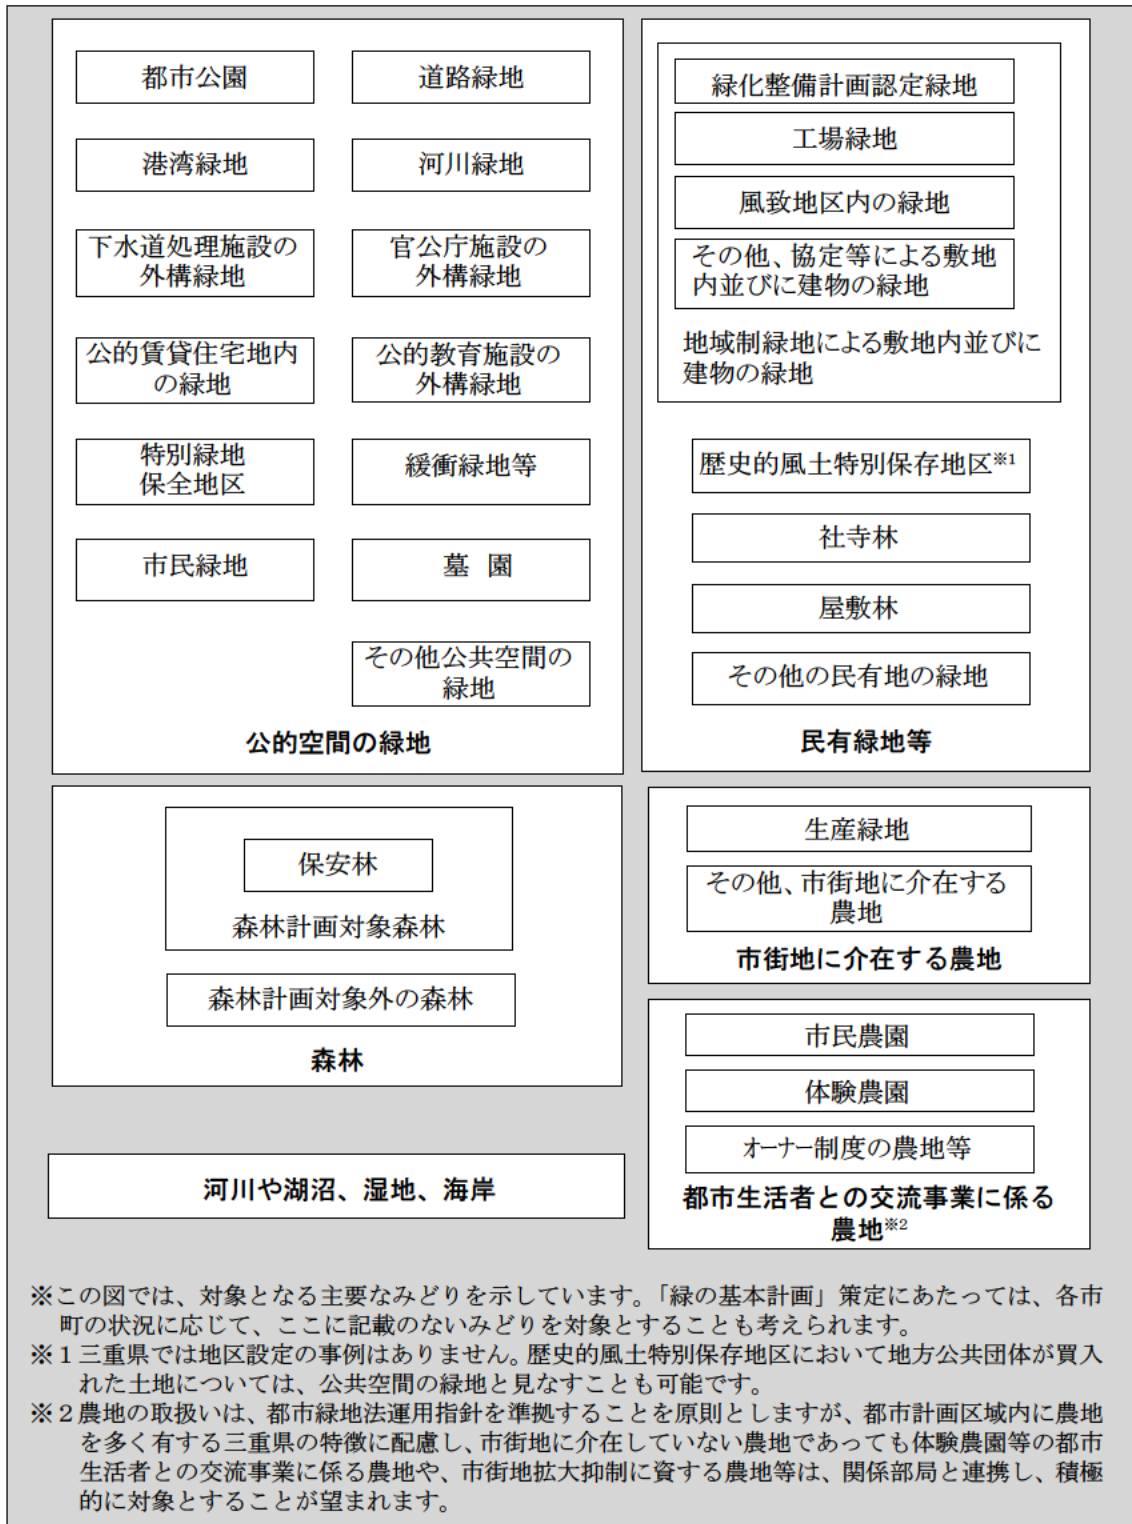 都市公園
道路緑地
港湾緑地
河川緑地
下水道処理施設の
外構緑地
官公庁施設の
外構緑地
公的賃貸住宅地内
の緑地
公的教育施設の
外構緑地
特別緑地
保全地区
緩衝緑地等
市民緑地
墓 園
その他公共空間の
緑地
公的空間の緑地
緑化整備計画認定緑地
工場緑地
風致地区内の緑地
その他、協定等による敷地
内並びに建物の緑地
地域制緑地による敷地内並びに
建物の緑地
歴史的風土特別保存地区※1
社寺林
屋敷林
その他の民有地の緑地
民有緑地等
保安林
森林計画対象森林
森林計画対象外の森林
森林
生産緑地
その他、市街地に介在する
農地
市街地に介在する農地
市民農園
体験農園
オーナー制度の農地等
都市生活者との交流事業に係る
農地※2
河川や湖沼、湿地、海岸
※この図では、対象となる主要なみどりを示しています。「緑の基本計画」策定にあたっては、各市
町の状況に応じて、ここに記載のないみどりを対象とすることも考えられます。
※1三重県では地区設定の事例はありません。歴史的風土特別保存地区において地方公共団体が買入
れた土地については、公共空間の緑地と見なすことも可能です。
※2農地の取扱いは、都市緑地法運用指針を準拠することを原則としますが、都市計画区域内に農地
を多く有する三重県の特徴に配慮し、市街地に介在していない農地であっても体験農園等の都市
生活者との交流事業に係る農地や、市街地拡大抑制に資する農地等は、関係部局と連携し、積極
的に対象とすることが望まれます。